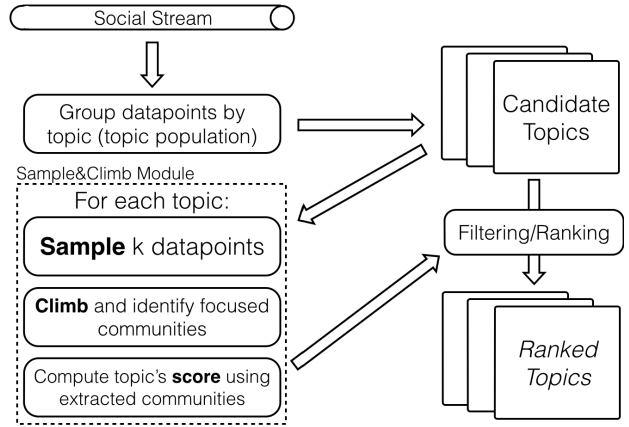 Social Stream
Group datapoints by
topic (topic population)
Candidate
Topics
Sample&Climb Module
For each topic:
Sample k datapoints
Climb and identify focused
communities
Compute topic's score using
extracted communities
Filtering/Ranking
Ranked
Topics